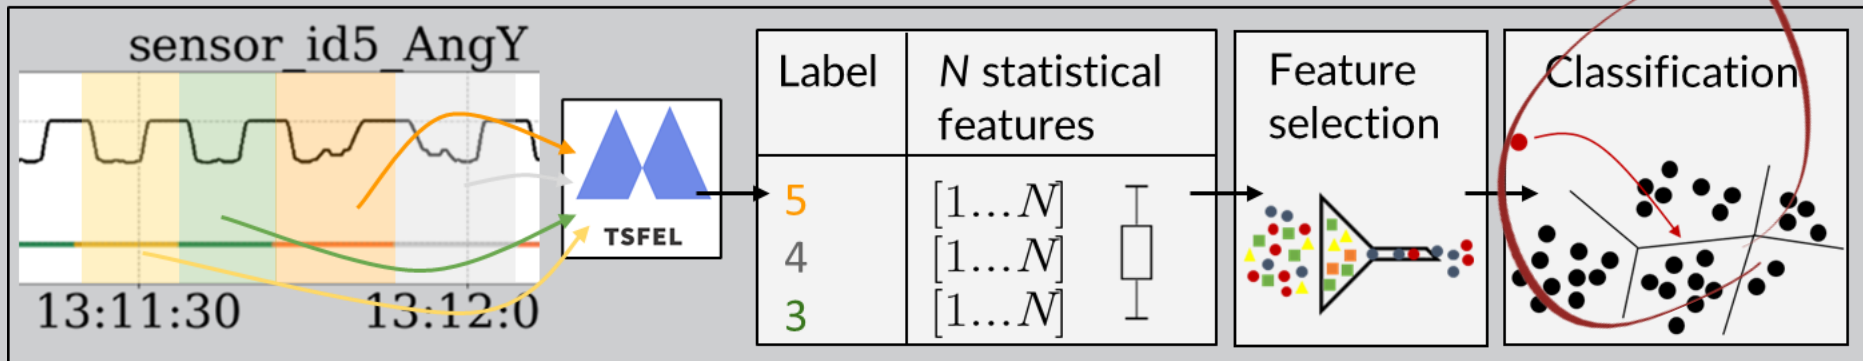 sensor_id5_AngY
13:11:30
13:12:0
TSFEL
Label
N statistical
features
5
[1...N]
4
[1...N]
3
[1...N]
Feature
selection
Classification